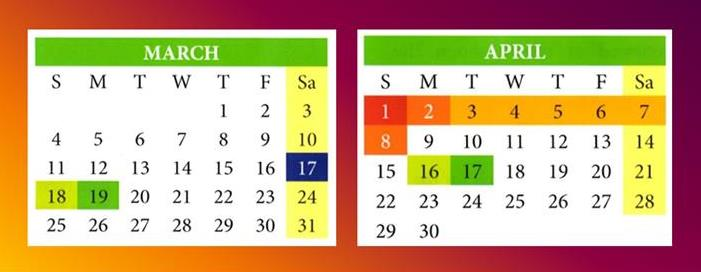 MARCH
S M T W T F Sa
1 2 3
4 5 6 7 8 9 10
11 12 13 14 15 16 17
18 19 20 21 22 23 24
25 26 27 28 29 30 31
APRIL
S M T W T F Sa
1 2 3 4 5 6 7
8 9 10 11 12 13 14
15 16 17 18 19 20 21
22 23 24 25 26 27 28
29 30